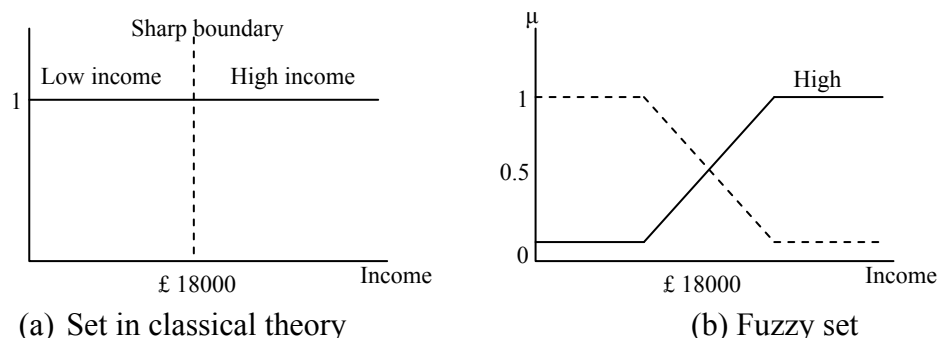 Sharp boundary
Low income
High income
1
£ 18000
Income
(a) Set in classical theory
μ
High
1
0.5
0
£ 18000
Income
(b) Fuzzy set